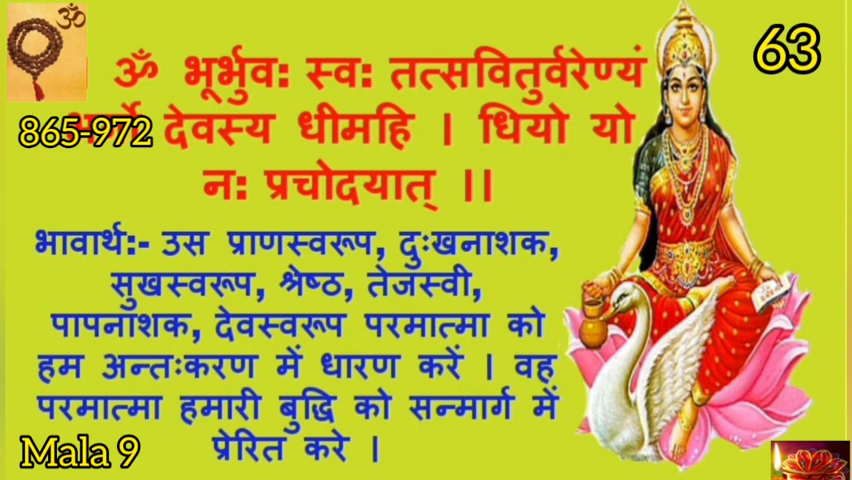 ॐ
63
ॐ भूर्भुव: स्व: तत्सवितुर्वरेण्यं
865-972
देवस्य धीमहि । धियो यो
न: प्रचोदयात् ।।
भावार्थ:- उस प्राणस्वरूप, दुःखनाशक,
सुखस्वरूप, श्रेष्ठ, तेजस्वी,
पापनाशक, देवस्वरूप परमात्मा को
हम अन्तःकरण में धारण करें । वह
परमात्मा हमारी बुद्धि को सन्मार्ग में
प्रेरित करे ।
Mala 9